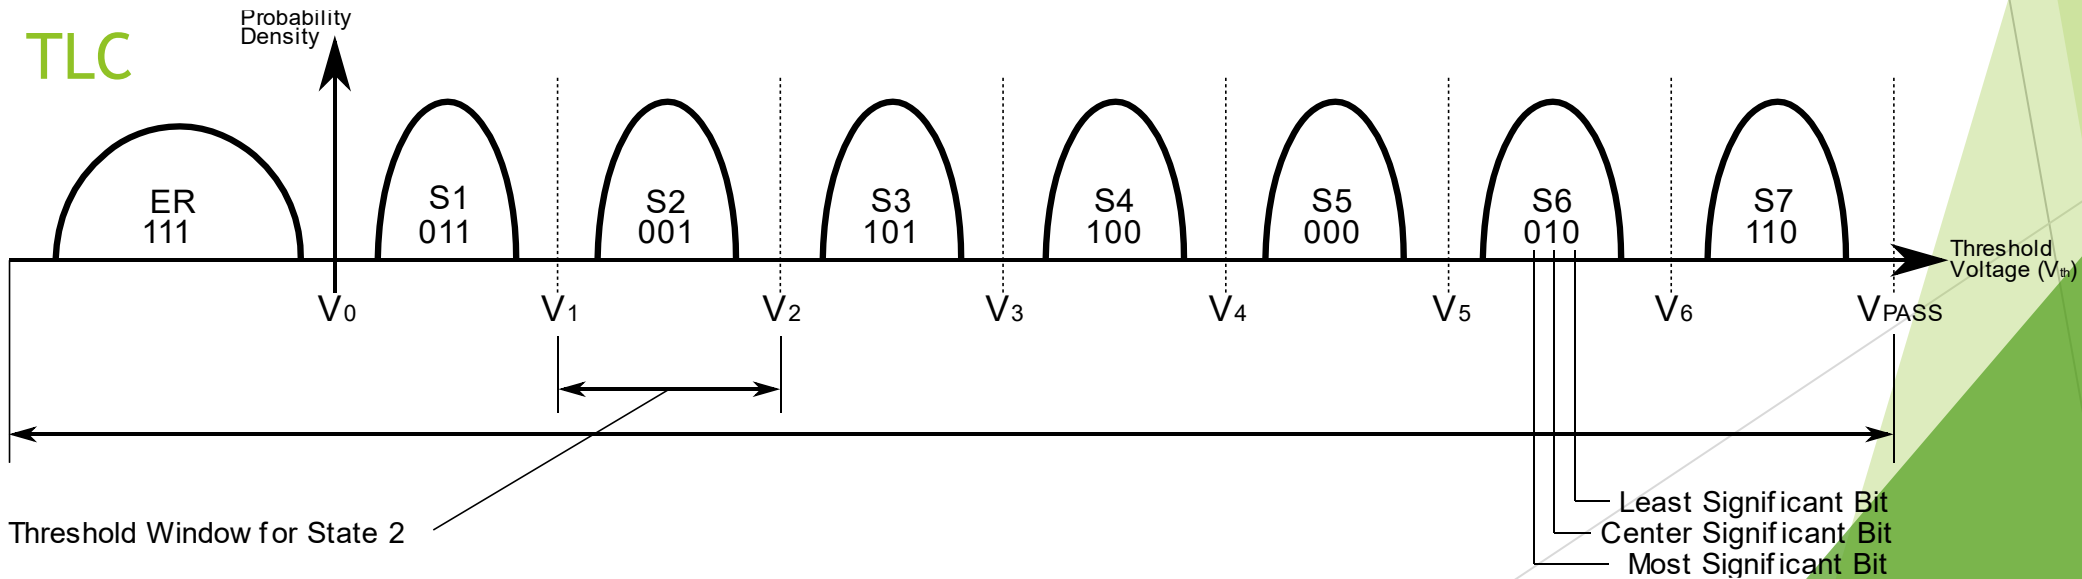 TLC
Probability
Density
ER
111
S1
011
S2
001
S3
101
S4
100
S5
000
S6
010
S7
110
Threshold
Voltage (Vth)
V0
V1
V2
V3
V4
V5
V6
VPASS
Threshold Window for State 2
Least Significant Bit
Center Significant Bit
Most Significant Bit